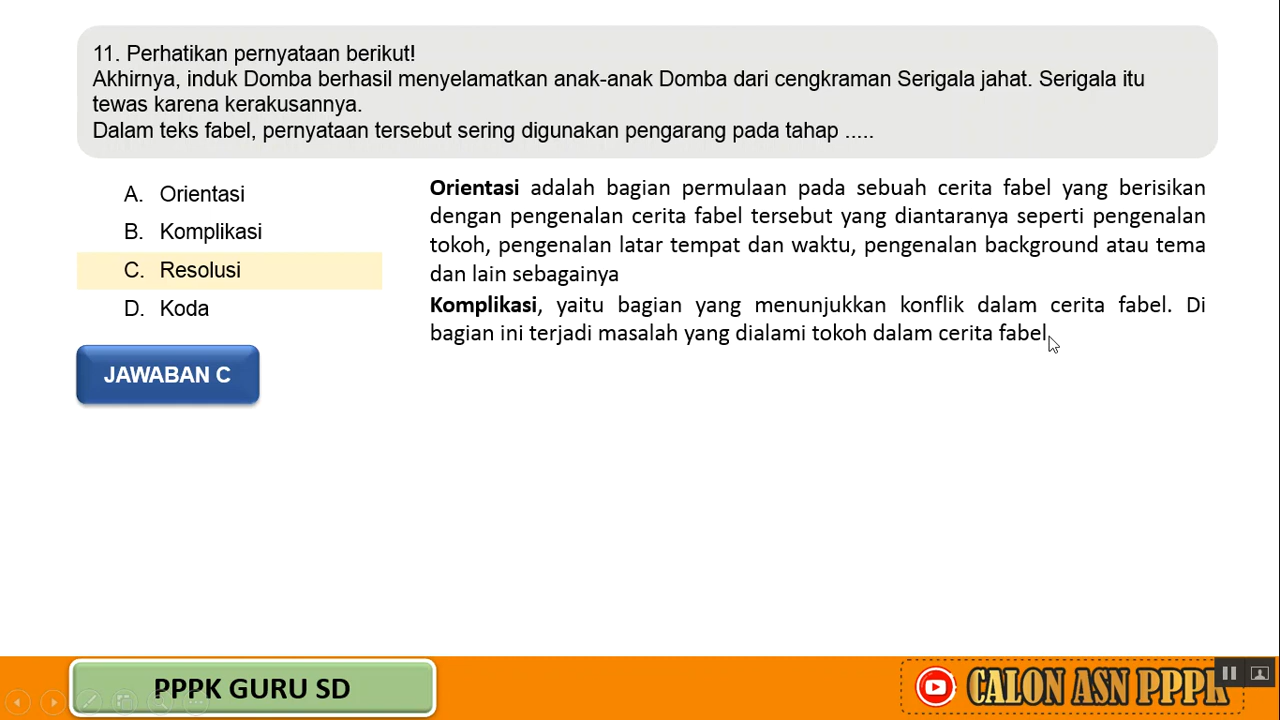 11. Perhatikan pernyataan berikut!
Akhirnya, induk Domba berhasil menyelamatkan anak-anak Domba dari cengkraman Serigala jahat. Serigala itu
tewas karena kerakusannya.
Dalam teks fabel, pernyataan tersebut sering digunakan pengarang pada tahap .....
A. Orientasi
B. Komplikasi
C. Resolusi
D. Koda
JAWABAN C
Orientasi adalah bagian permulaan pada sebuah cerita fabel yang berisikan
dengan pengenalan cerita fabel tersebut yang diantaranya seperti pengenalan
tokoh, pengenalan latar tempat dan waktu, pengenalan background atau tema
dan lain sebagainya
Komplikasi, yaitu bagian yang menunjukkan konflik dalam cerita fabel. Di
bagian ini terjadi masalah yang dialami tokoh dalam cerita fabel.
PPPK GURU SD
CALON ASN PPPK